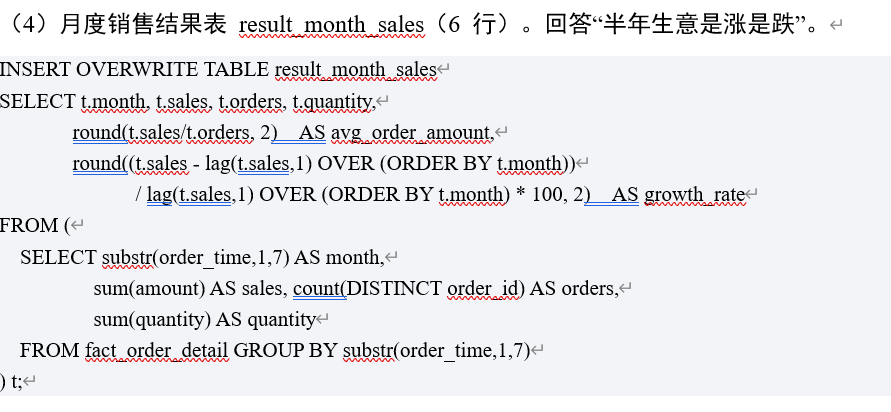 （4）月度销售结果表 result_month_sales（6 行）。回答“半年生意是涨是跌”。
INSERT OVERWRITE TABLE result_month_sales
SELECT t.month, t.sales, t.orders, t.quantity,
round(t.sales/t.orders, 2) AS avg_order_amount,
round((t.sales - lag(t.sales,1) OVER (ORDER BY t.month))
/ lag(t.sales,1) OVER (ORDER BY t.month) * 100, 2) AS growth_rate
FROM (
SELECT substr(order_time,1,7) AS month,
sum(amount) AS sales, count(DISTINCT order_id) AS orders,
sum(quantity) AS quantity
FROM fact_order_detail GROUP BY substr(order_time,1,7)
) t;